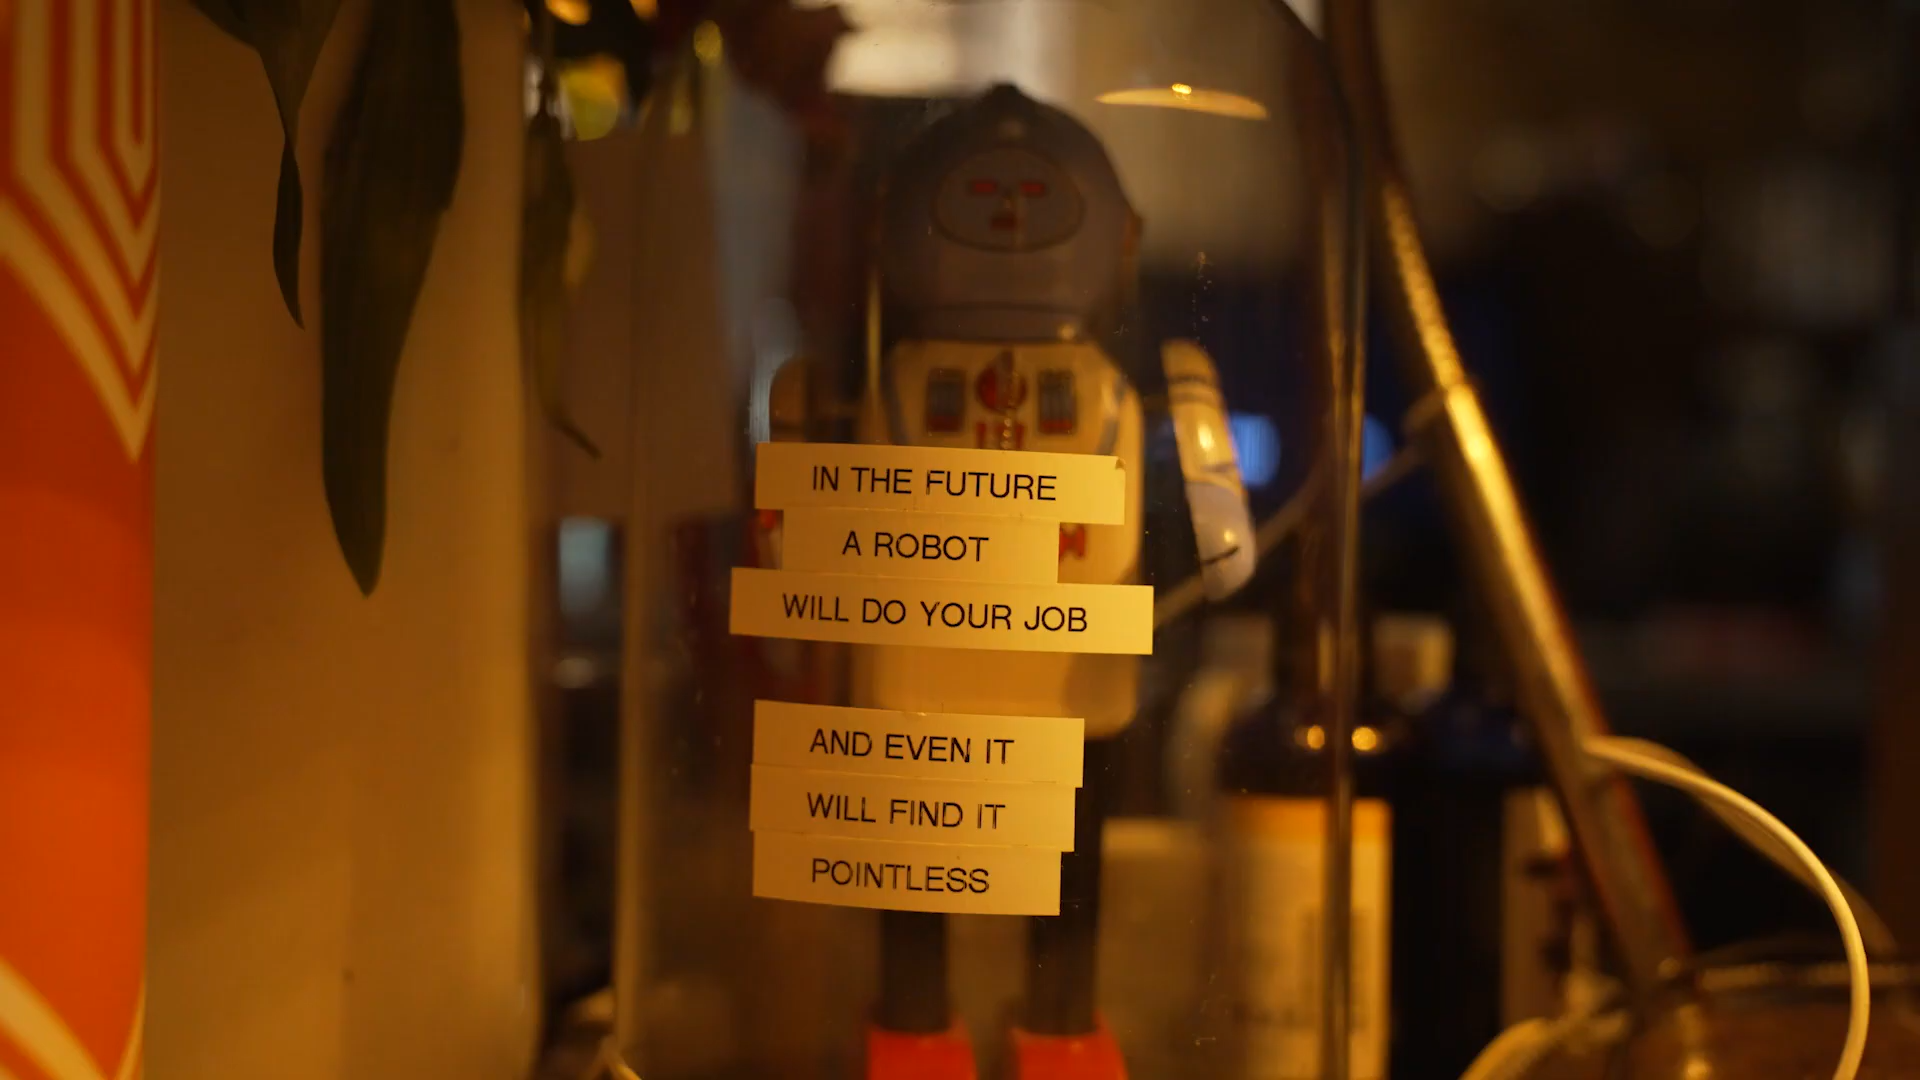 IN THE FUTURE
A ROBOT
WILL DO YOUR JOB
AND EVEN IT
WILL FIND IT
POINTLESS